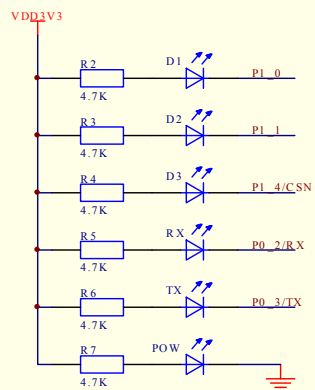 VDD3V3
R2 D1 P1_0
4.7K
R3 D2 P1_1
4.7K
R4 D3 P1_4/CSN
4.7K
R5 RX P0_2/RX
4.7K
R6 TX P0_3/TX
4.7K
R7 POW
4.7K